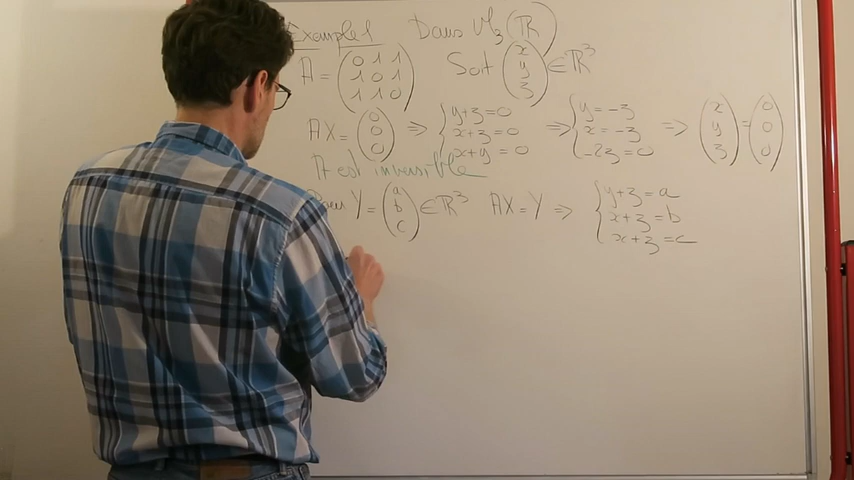 Exemple 1 Dans M₃(ℝ)
A = (0 1 1 / 1 0 1 / 1 1 0) Soit (x / y / z) ∈ ℝ³
AX = (0 / 0 / 0) => { y+z=0 / x+z=0 / x+y=0 => { y=-z / x=-z / -2z=0 => (x / y / z) = (0 / 0 / 0)
A est inversible
Y = (a / b / c) ∈ ℝ³ AX=Y => { y+z=a / x+z=b / x+z=c